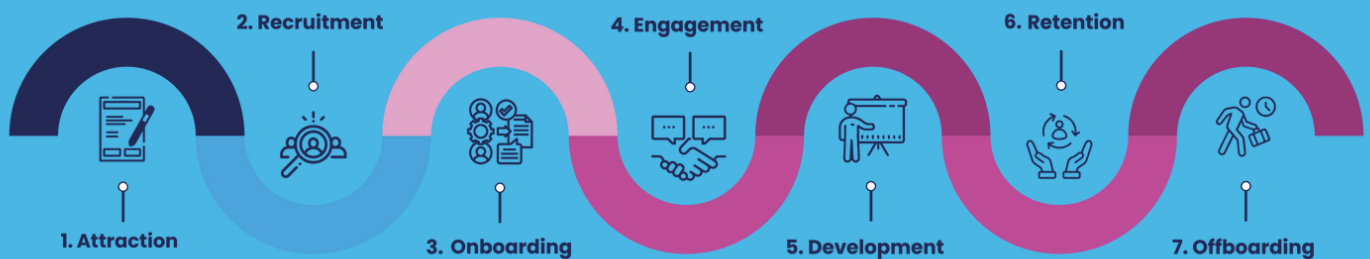 1. Attraction
2. Recruitment
3. Onboarding
4. Engagement
5. Development
6. Retention
7. Offboarding